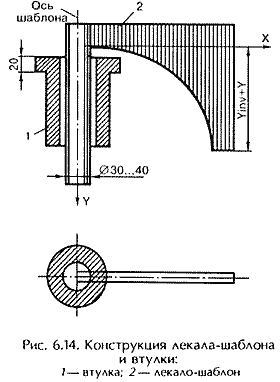 Ось
шаблона
2
X
20
Yinv+Y
1
Ø30...40
Y
Рис. 6.14. Конструкция лекала-шаблона
и втулки:
1 — втулка; 2 — лекало-шаблон